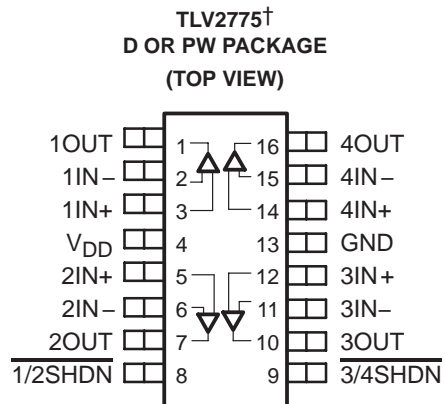 TLV2775†
D OR PW PACKAGE
(TOP VIEW)
1OUT 1 16 4OUT
1IN− 2 15 4IN−
1IN+ 3 14 4IN+
VDD 4 13 GND
2IN+ 5 12 3IN+
2IN− 6 11 3IN−
2OUT 7 10 3OUT
1/2SHDN 8 9 3/4SHDN